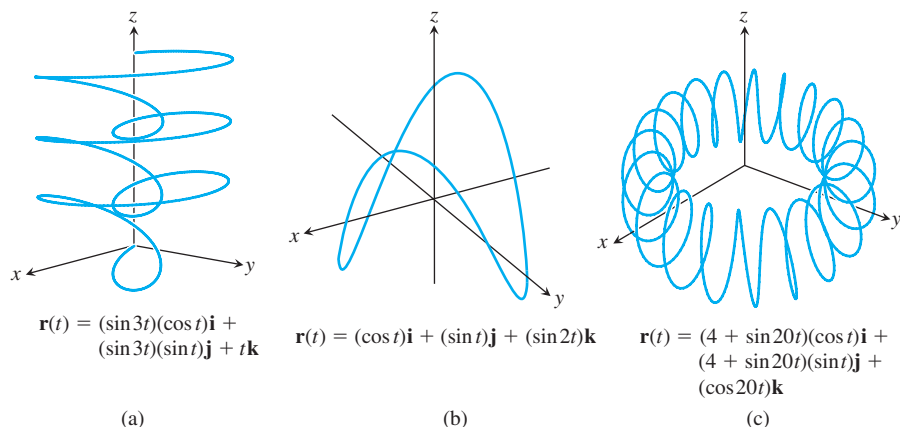 z
x
y
r(t) = (sin 3t)(cos t)i +
(sin 3t)(sin t)j + tk
(a)
z
x
y
r(t) = (cos t)i + (sin t)j + (sin 2t)k
(b)
z
x
y
r(t) = (4 + sin 20t)(cos t)i +
(4 + sin 20t)(sin t)j +
(cos 20t)k
(c)